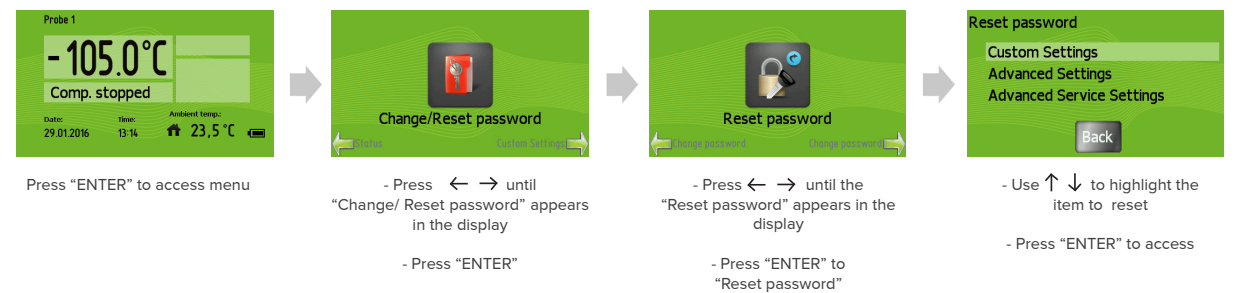 Probe 1
- 105.0°C
Comp. stopped
Date:
Time:
Ambient temp.:
29.01.2016
13:14
23,5°C
Press “ENTER” to access menu
Change/Reset password
Status
Custom Settings
- Press ← → until
“Change/ Reset password” appears
in the display
- Press “ENTER”
Reset password
Change password
Change password
- Press ← → until the
“Reset password” appears in the
display
- Press “ENTER” to
“Reset password”
Reset password
Custom Settings
Advanced Settings
Advanced Service Settings
Back
- Use ↑ ↓ to highlight the
item to reset
- Press “ENTER” to access